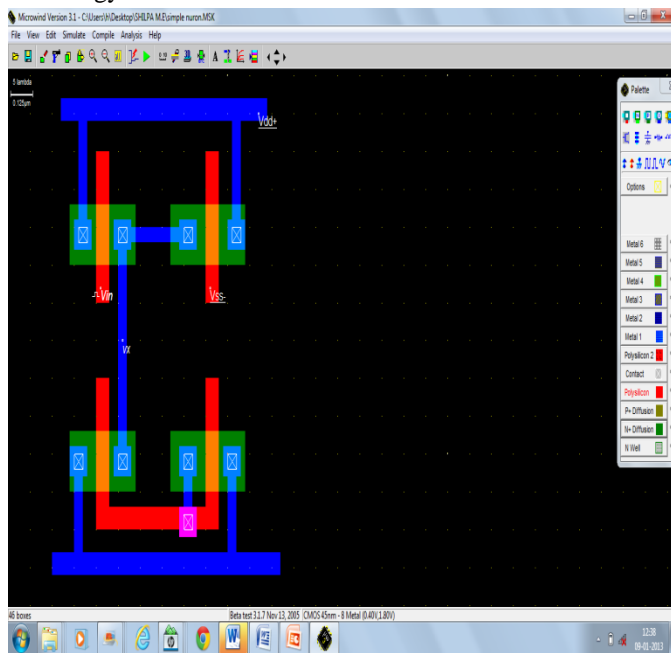 Microwind Version 3.1 - C:\Users\h\Desktop\SHILPA M.E\simple nuron.MSK
File View Edit Simulate Compile Analysis Help
5 lambda
0.125µm
Palette
Vdd+
Options
Vin
Vss-
Metal 6
Metal 5
Metal 4
Metal 3
Metal 2
Metal 1
Polysilicon 2
Contact
Polysilicon
P+ Diffusion
N+ Diffusion
N Well
VX
46 boxes
Beta test 3.1.7 Nov 13, 2005
CMOS 45nm - 8 Metal (0.40V,1.80V)
12:38
09-01-2013